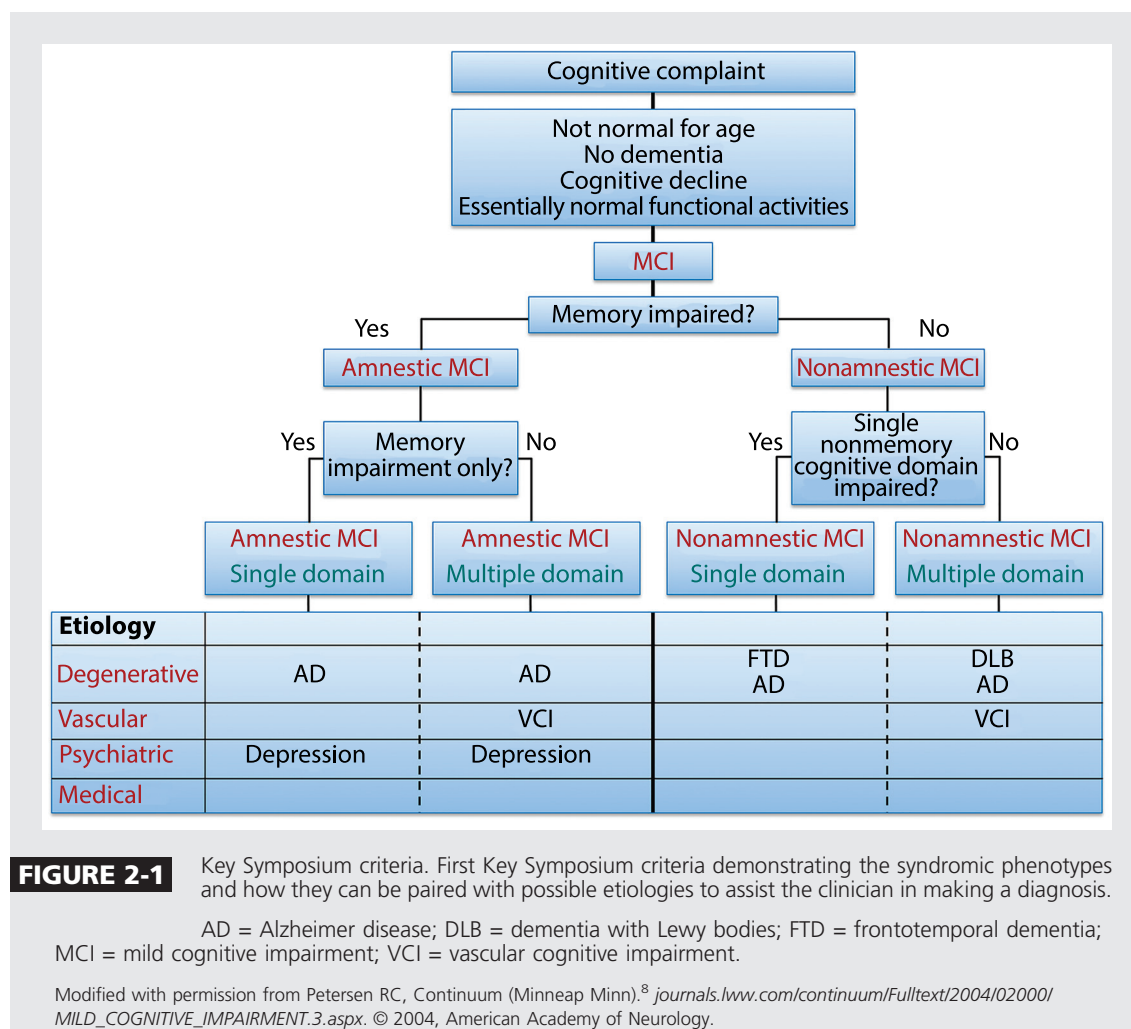 Cognitive complaint
Not normal for age
No dementia
Cognitive decline
Essentially normal functional activities
MCI
Memory impaired?
Yes
No
Amnestic MCI
Nonamnestic MCI
Yes
Memory
impairment only?
No
Yes
Single
nonmemory
cognitive domain
impaired?
No
Amnestic MCI
Single domain
Amnestic MCI
Multiple domain
Nonamnestic MCI
Single domain
Nonamnestic MCI
Multiple domain
Etiology
Degenerative
AD
AD
FTD
AD
DLB
AD
Vascular
VCI
VCI
Psychiatric
Depression
Depression
Medical
FIGURE 2-1
Key Symposium criteria. First Key Symposium criteria demonstrating the syndromic phenotypes
and how they can be paired with possible etiologies to assist the clinician in making a diagnosis.
AD = Alzheimer disease; DLB = dementia with Lewy bodies; FTD = frontotemporal dementia;
MCI = mild cognitive impairment; VCI = vascular cognitive impairment.
Modified with permission from Petersen RC, Continuum (Minneap Minn).8 journals.lww.com/continuum/Fulltext/2004/02000/
MILD_COGNITIVE_IMPAIRMENT.3.aspx. © 2004, American Academy of Neurology.